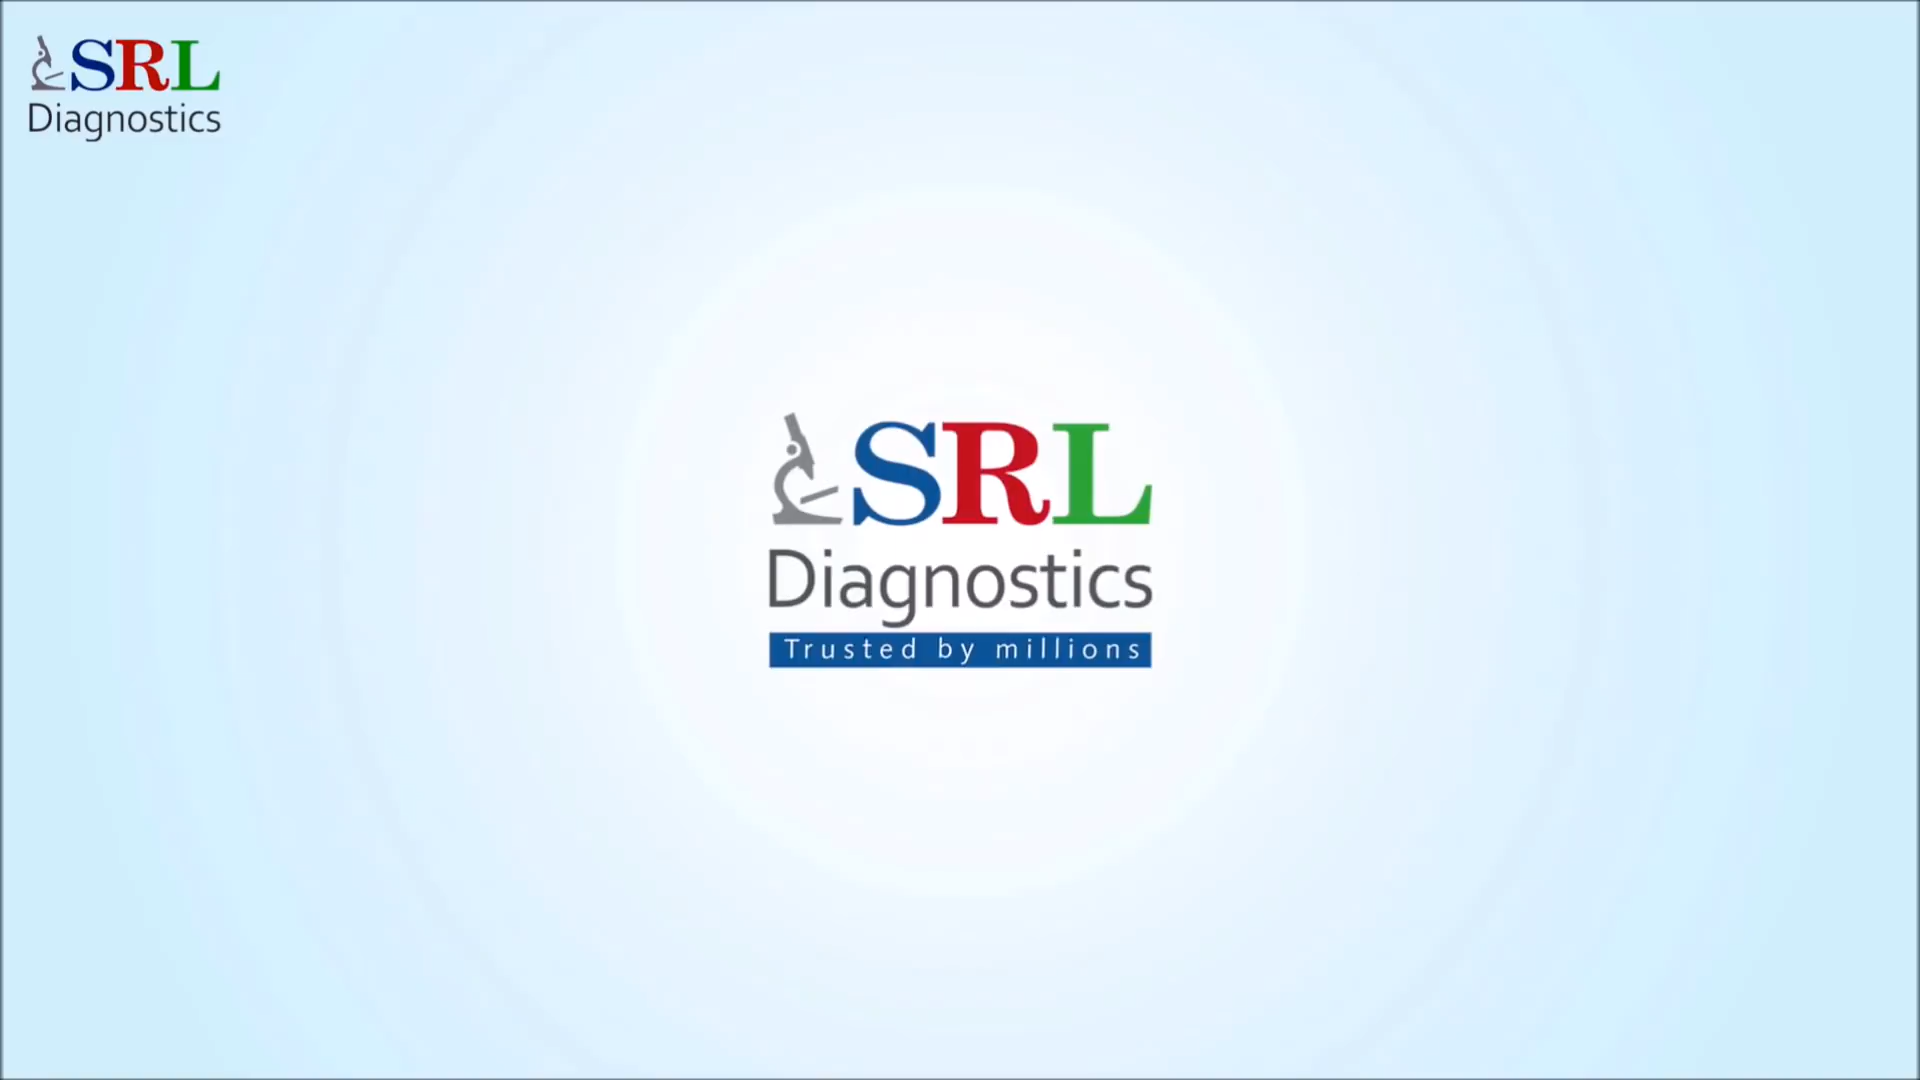 SRL
Diagnostics
SRL
Diagnostics
Trusted by millions